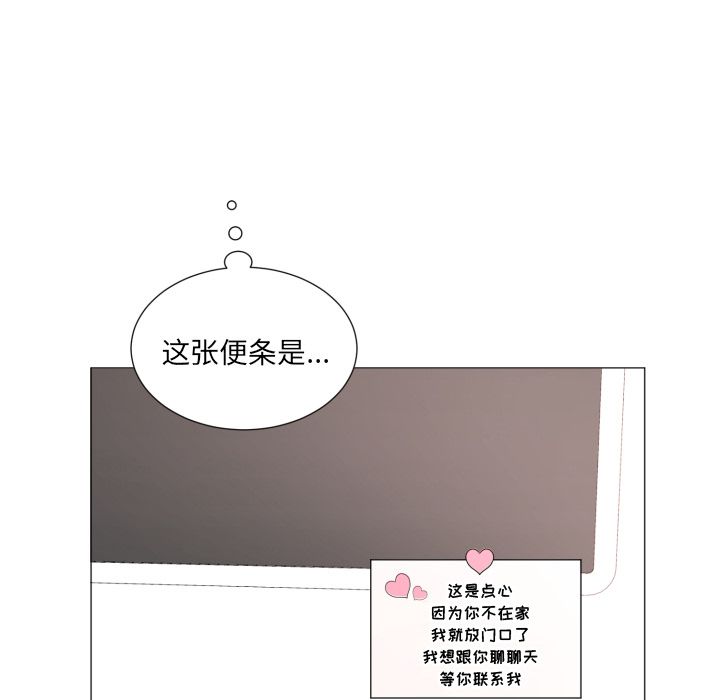 这张便条是...
这是点心
因为你不在家
我就放门口了
我想跟你聊聊天
等你联系我